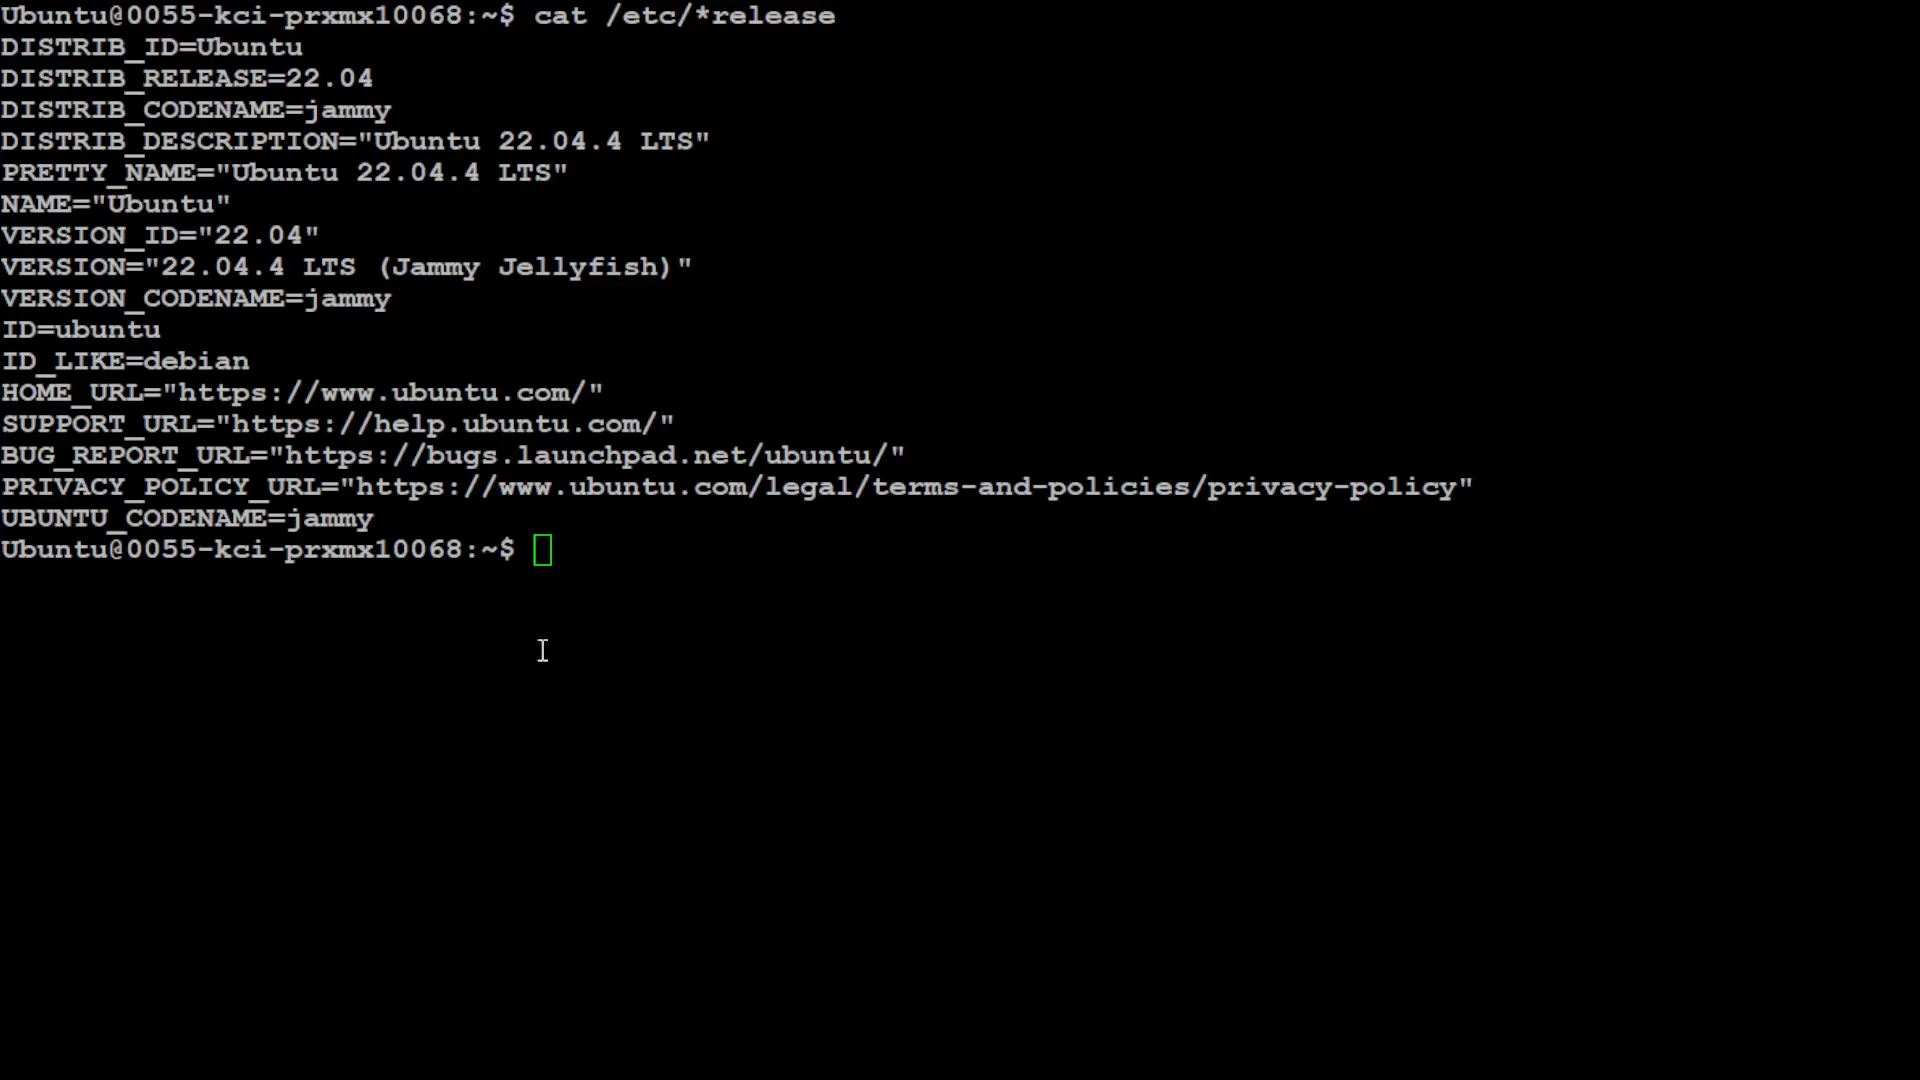 Ubuntu@0055-kci-prxmx10068:~$ cat /etc/*release
DISTRIB_ID=Ubuntu
DISTRIB_RELEASE=22.04
DISTRIB_CODENAME=jammy
DISTRIB_DESCRIPTION="Ubuntu 22.04.4 LTS"
PRETTY_NAME="Ubuntu 22.04.4 LTS"
NAME="Ubuntu"
VERSION_ID="22.04"
VERSION="22.04.4 LTS (Jammy Jellyfish)"
VERSION_CODENAME=jammy
ID=ubuntu
ID_LIKE=debian
HOME_URL="https://www.ubuntu.com/"
SUPPORT_URL="https://help.ubuntu.com/"
BUG_REPORT_URL="https://bugs.launchpad.net/ubuntu/"
PRIVACY_POLICY_URL="https://www.ubuntu.com/legal/terms-and-policies/privacy-policy"
UBUNTU_CODENAME=jammy
Ubuntu@0055-kci-prxmx10068:~$